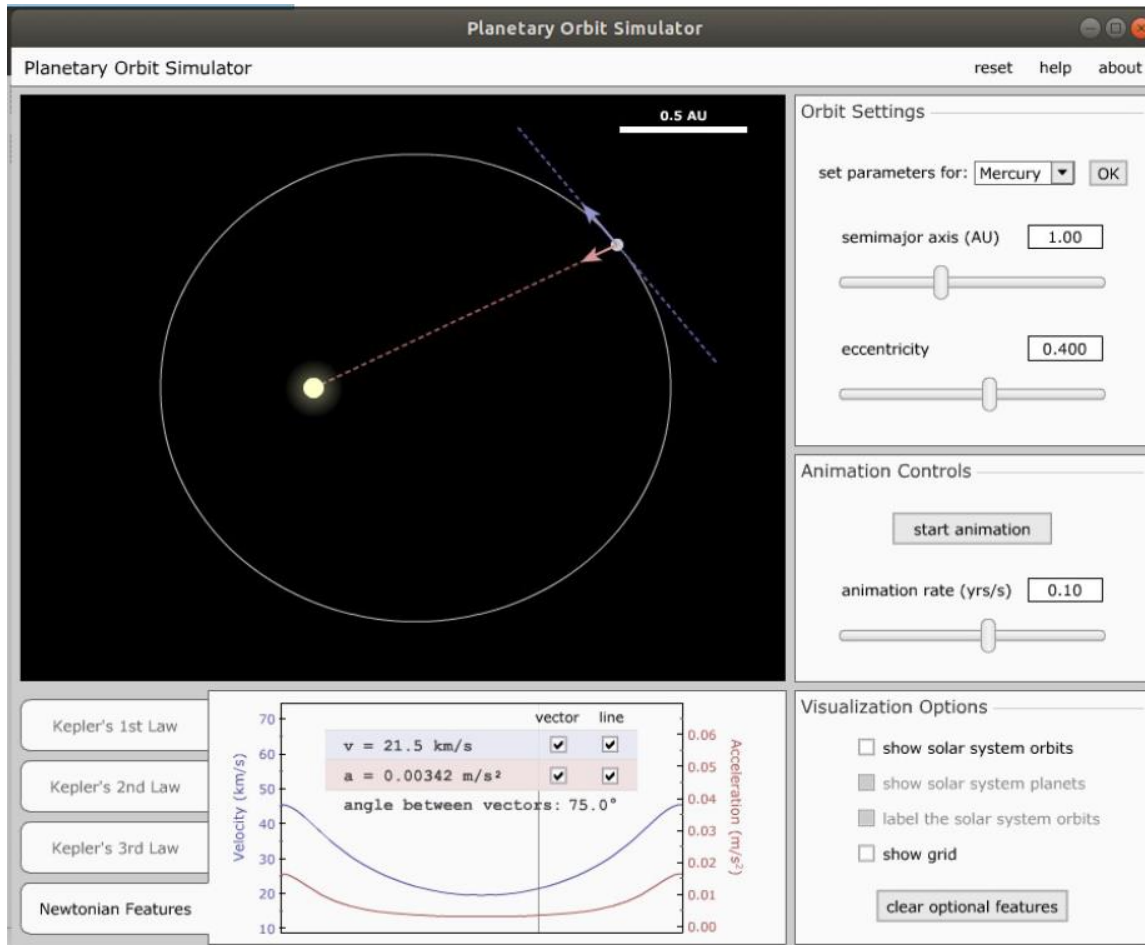 Planetary Orbit Simulator
Planetary Orbit Simulator reset help about
0.5 AU
Orbit Settings
set parameters for: Mercury OK
semimajor axis (AU) 1.00
eccentricity 0.400
Animation Controls
start animation
animation rate (yrs/s) 0.10
Kepler's 1st Law
Kepler's 2nd Law
Kepler's 3rd Law
Newtonian Features
Velocity (km/s)
70
60
50
40
30
20
10
vector line
v = 21.5 km/s
a = 0.00342 m/s²
angle between vectors: 75.0°
0.06
0.05
0.04
0.03
0.02
0.01
0.00
Acceleration (m/s²)
Visualization Options
show solar system orbits
show solar system planets
label the solar system orbits
show grid
clear optional features